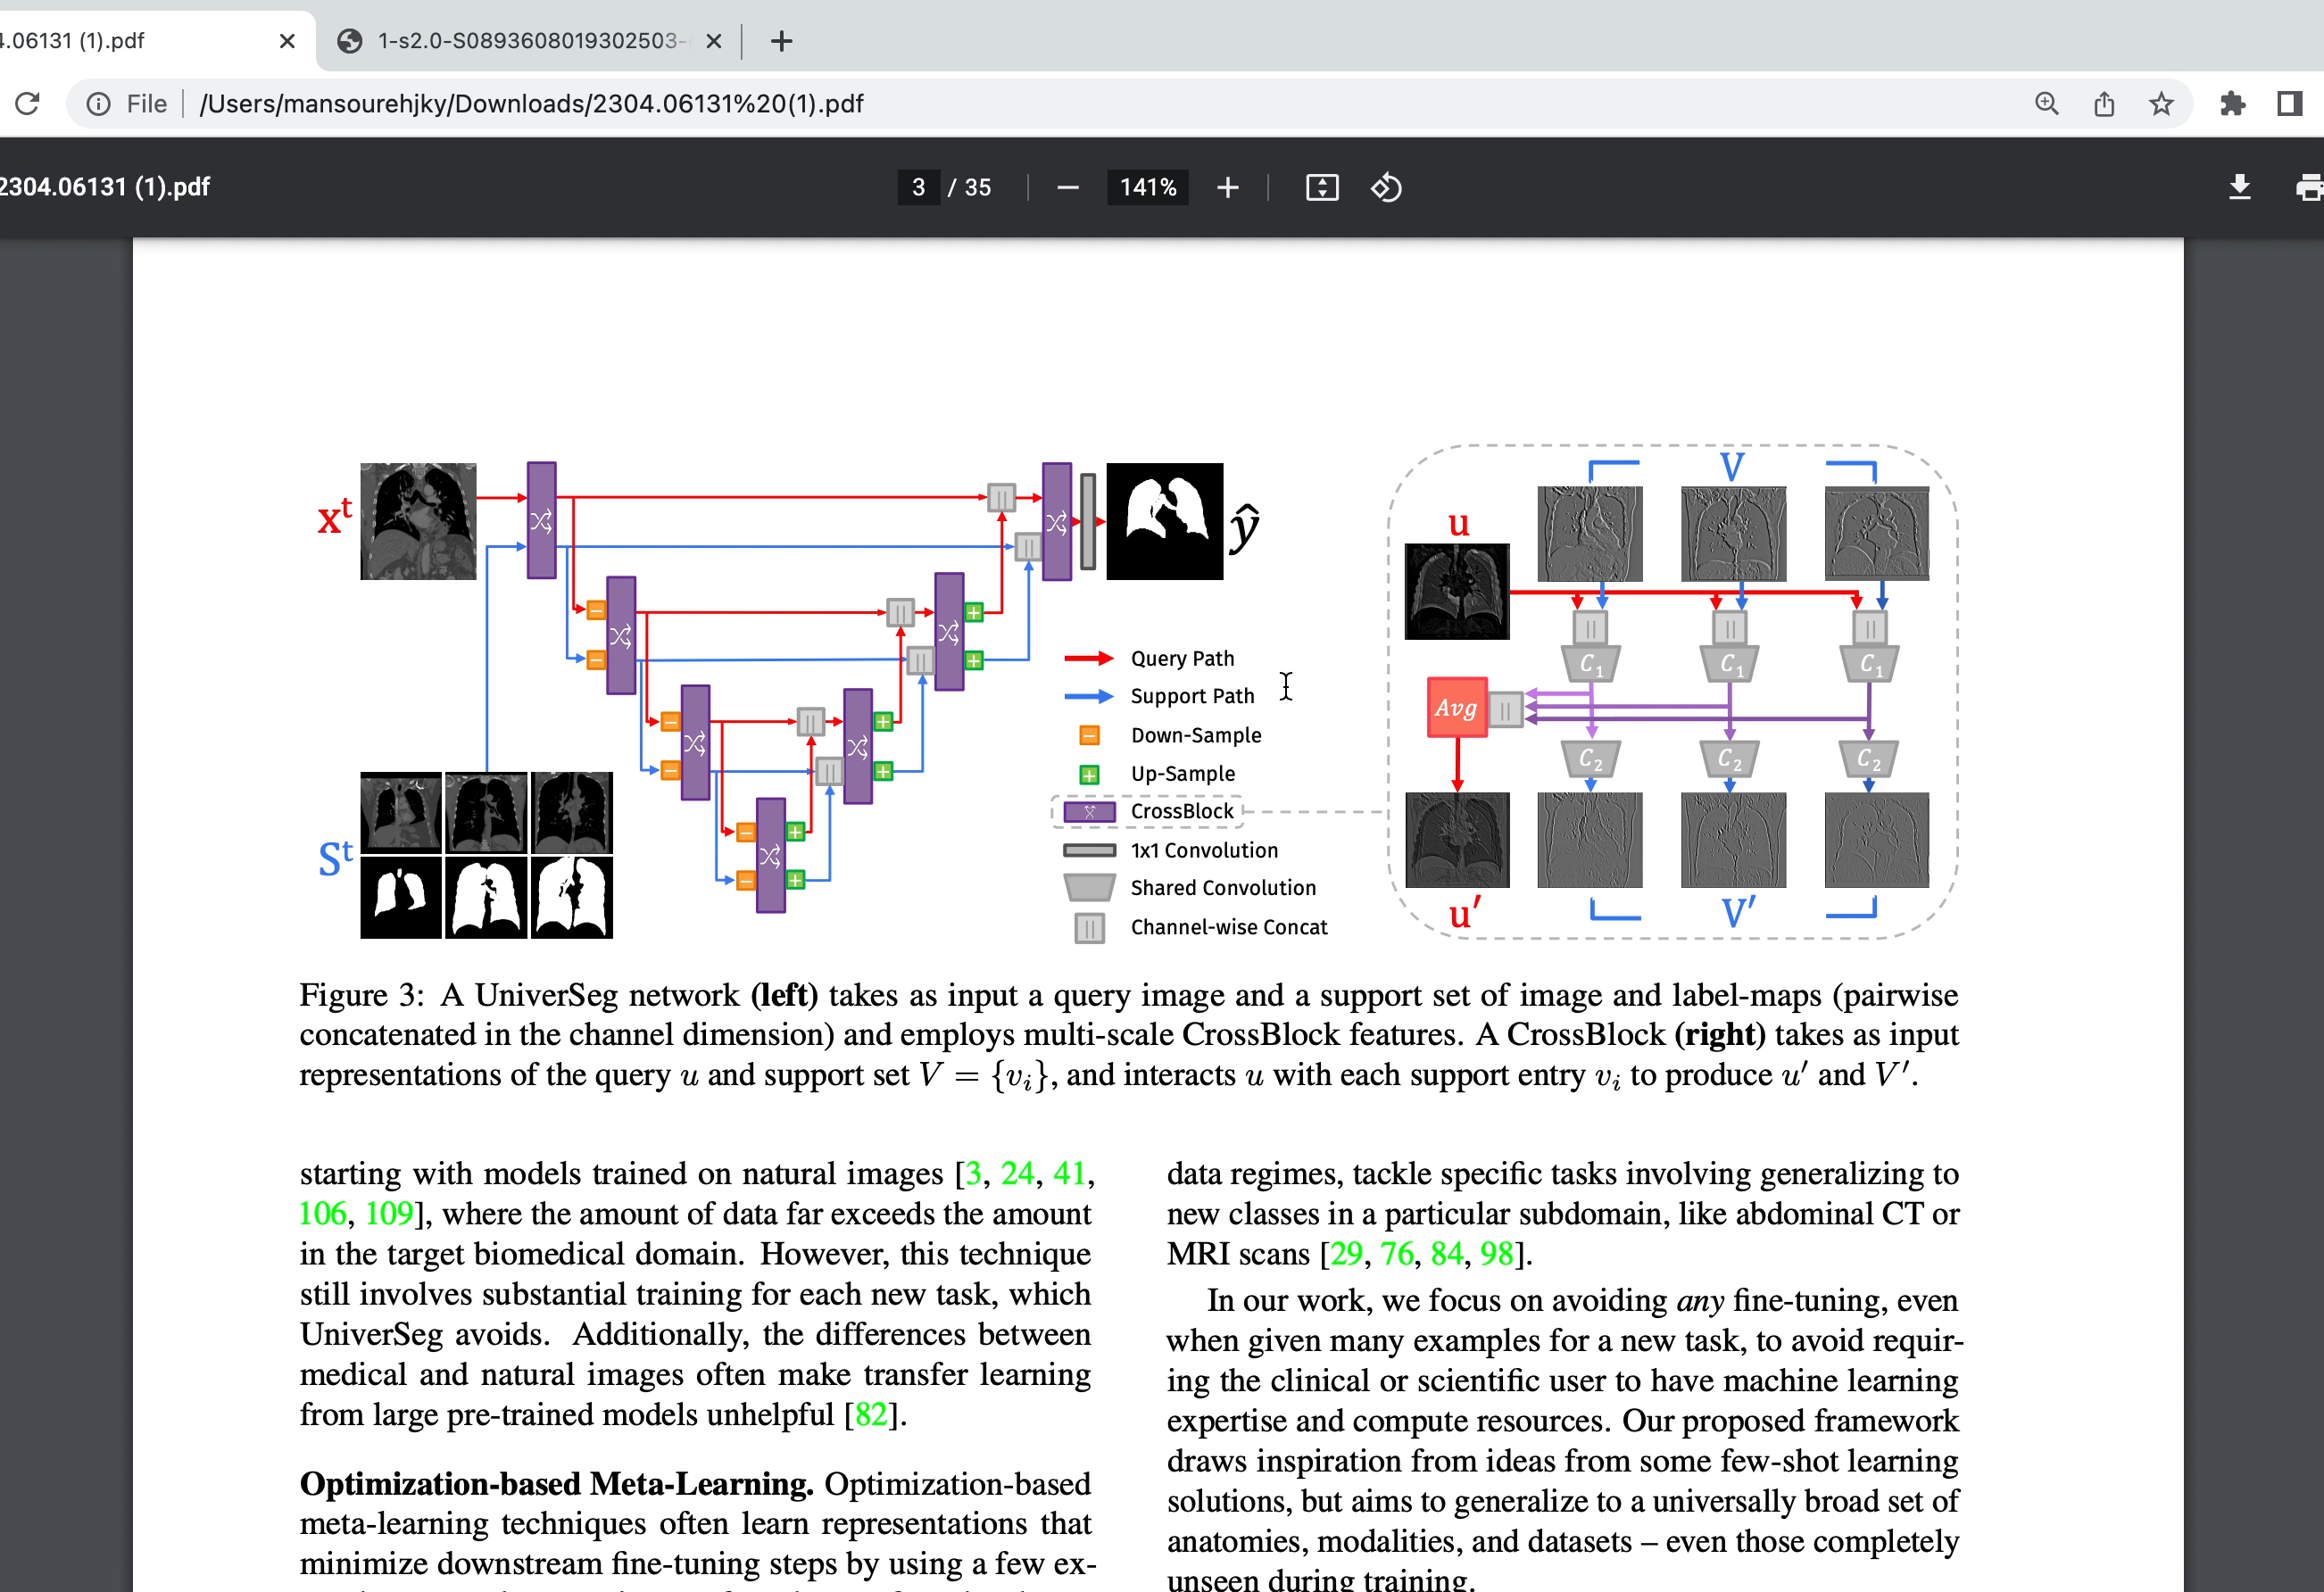 4.06131 (1).pdf
1-s2.0-S0893608019302503-
File
/Users/mansourehjky/Downloads/2304.06131%20(1).pdf
2304.06131 (1).pdf
3 / 35
141%
xᵗ
ŷ
Sᵗ
Query Path
Support Path
Down-Sample
Up-Sample
CrossBlock
1x1 Convolution
Shared Convolution
Channel-wise Concat
V
u
C₁ C₁ C₁
Avg
C₂ C₂ C₂
u′
V′
Figure 3: A UniverSeg network (left) takes as input a query image and a support set of image and label-maps (pairwise
concatenated in the channel dimension) and employs multi-scale CrossBlock features. A CrossBlock (right) takes as input
representations of the query u and support set V = {vᵢ}, and interacts u with each support entry vᵢ to produce u′ and V′.
starting with models trained on natural images [3, 24, 41,
106, 109], where the amount of data far exceeds the amount
in the target biomedical domain. However, this technique
still involves substantial training for each new task, which
UniverSeg avoids. Additionally, the differences between
medical and natural images often make transfer learning
from large pre-trained models unhelpful [82].
Optimization-based Meta-Learning. Optimization-based
meta-learning techniques often learn representations that
minimize downstream fine-tuning steps by using a few ex-
data regimes, tackle specific tasks involving generalizing to
new classes in a particular subdomain, like abdominal CT or
MRI scans [29, 76, 84, 98].
In our work, we focus on avoiding any fine-tuning, even
when given many examples for a new task, to avoid requir-
ing the clinical or scientific user to have machine learning
expertise and compute resources. Our proposed framework
draws inspiration from ideas from some few-shot learning
solutions, but aims to generalize to a universally broad set of
anatomies, modalities, and datasets – even those completely
unseen during training.